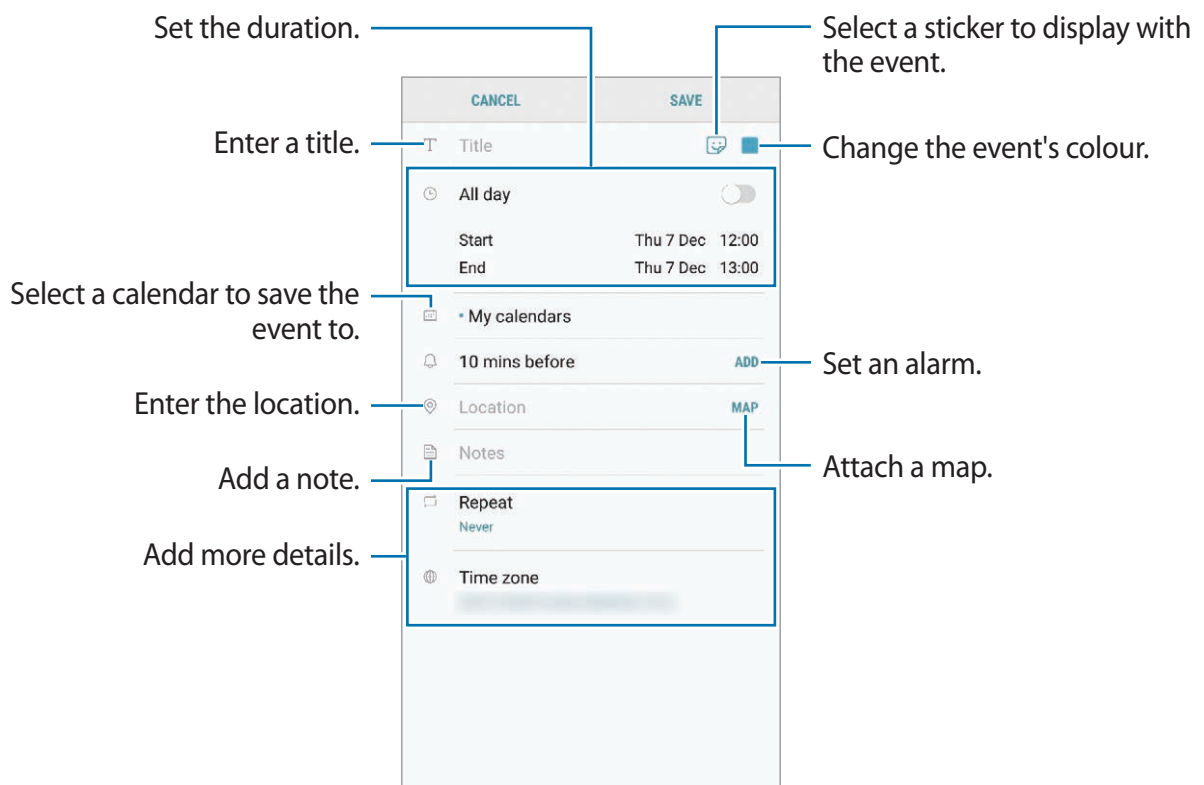 Set the duration.
Select a sticker to display with
the event.
CANCEL SAVE
Enter a title.
T Title
Change the event's colour.
All day
Start Thu 7 Dec 12:00
End Thu 7 Dec 13:00
Select a calendar to save the
event to.
My calendars
10 mins before ADD
Set an alarm.
Enter the location.
Location MAP
Notes
Attach a map.
Add a note.
Repeat
Never
Add more details.
Time zone